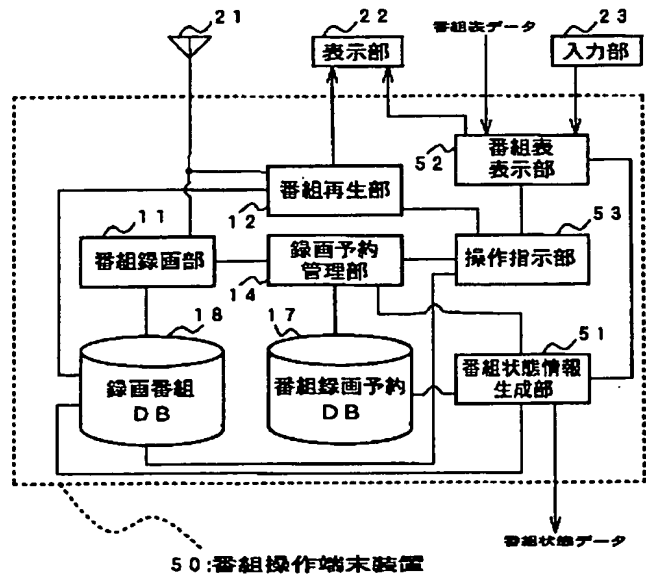 21
22
表示部
番組表データ
23
入力部
52
番組表
表示部
番組再生部
12
53
操作指示部
11
番組録画部
録画予約
管理部
14
18
録画番組
DB
17
番組録画予約
DB
51
番組状態情報
生成部
番組状態データ
50:番組操作端末装置